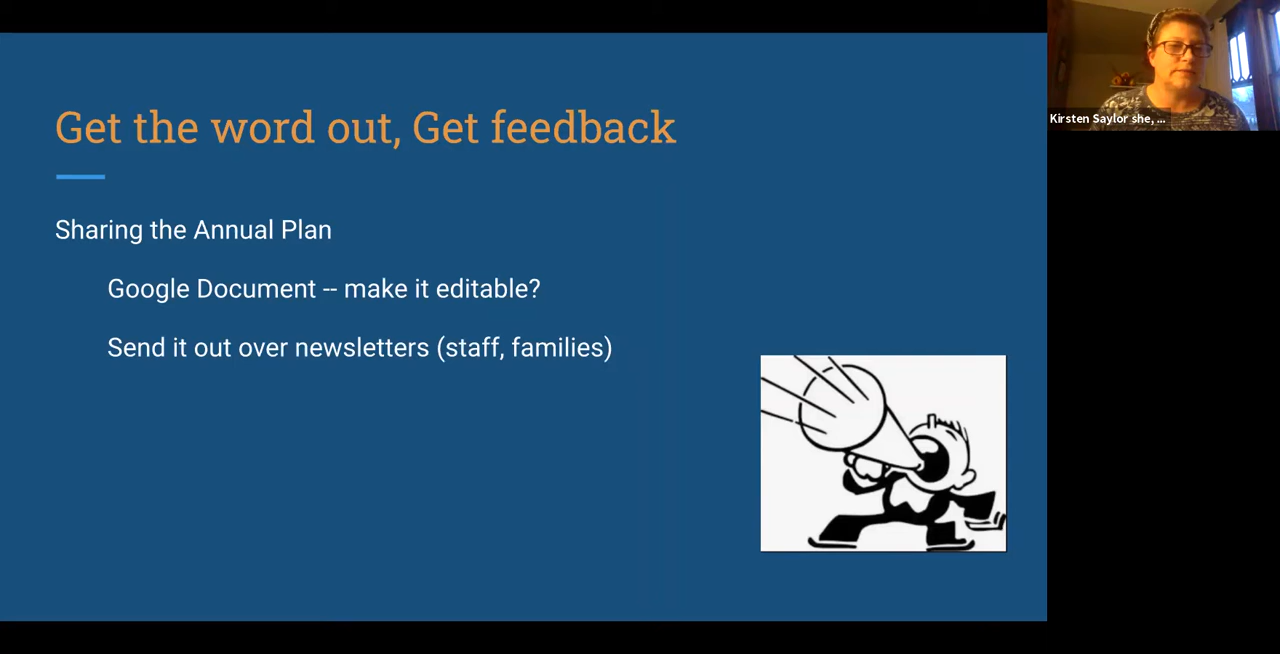 Get the word out, Get feedback
Sharing the Annual Plan
Google Document -- make it editable?
Send it out over newsletters (staff, families)
Kirsten Saylor she, ...